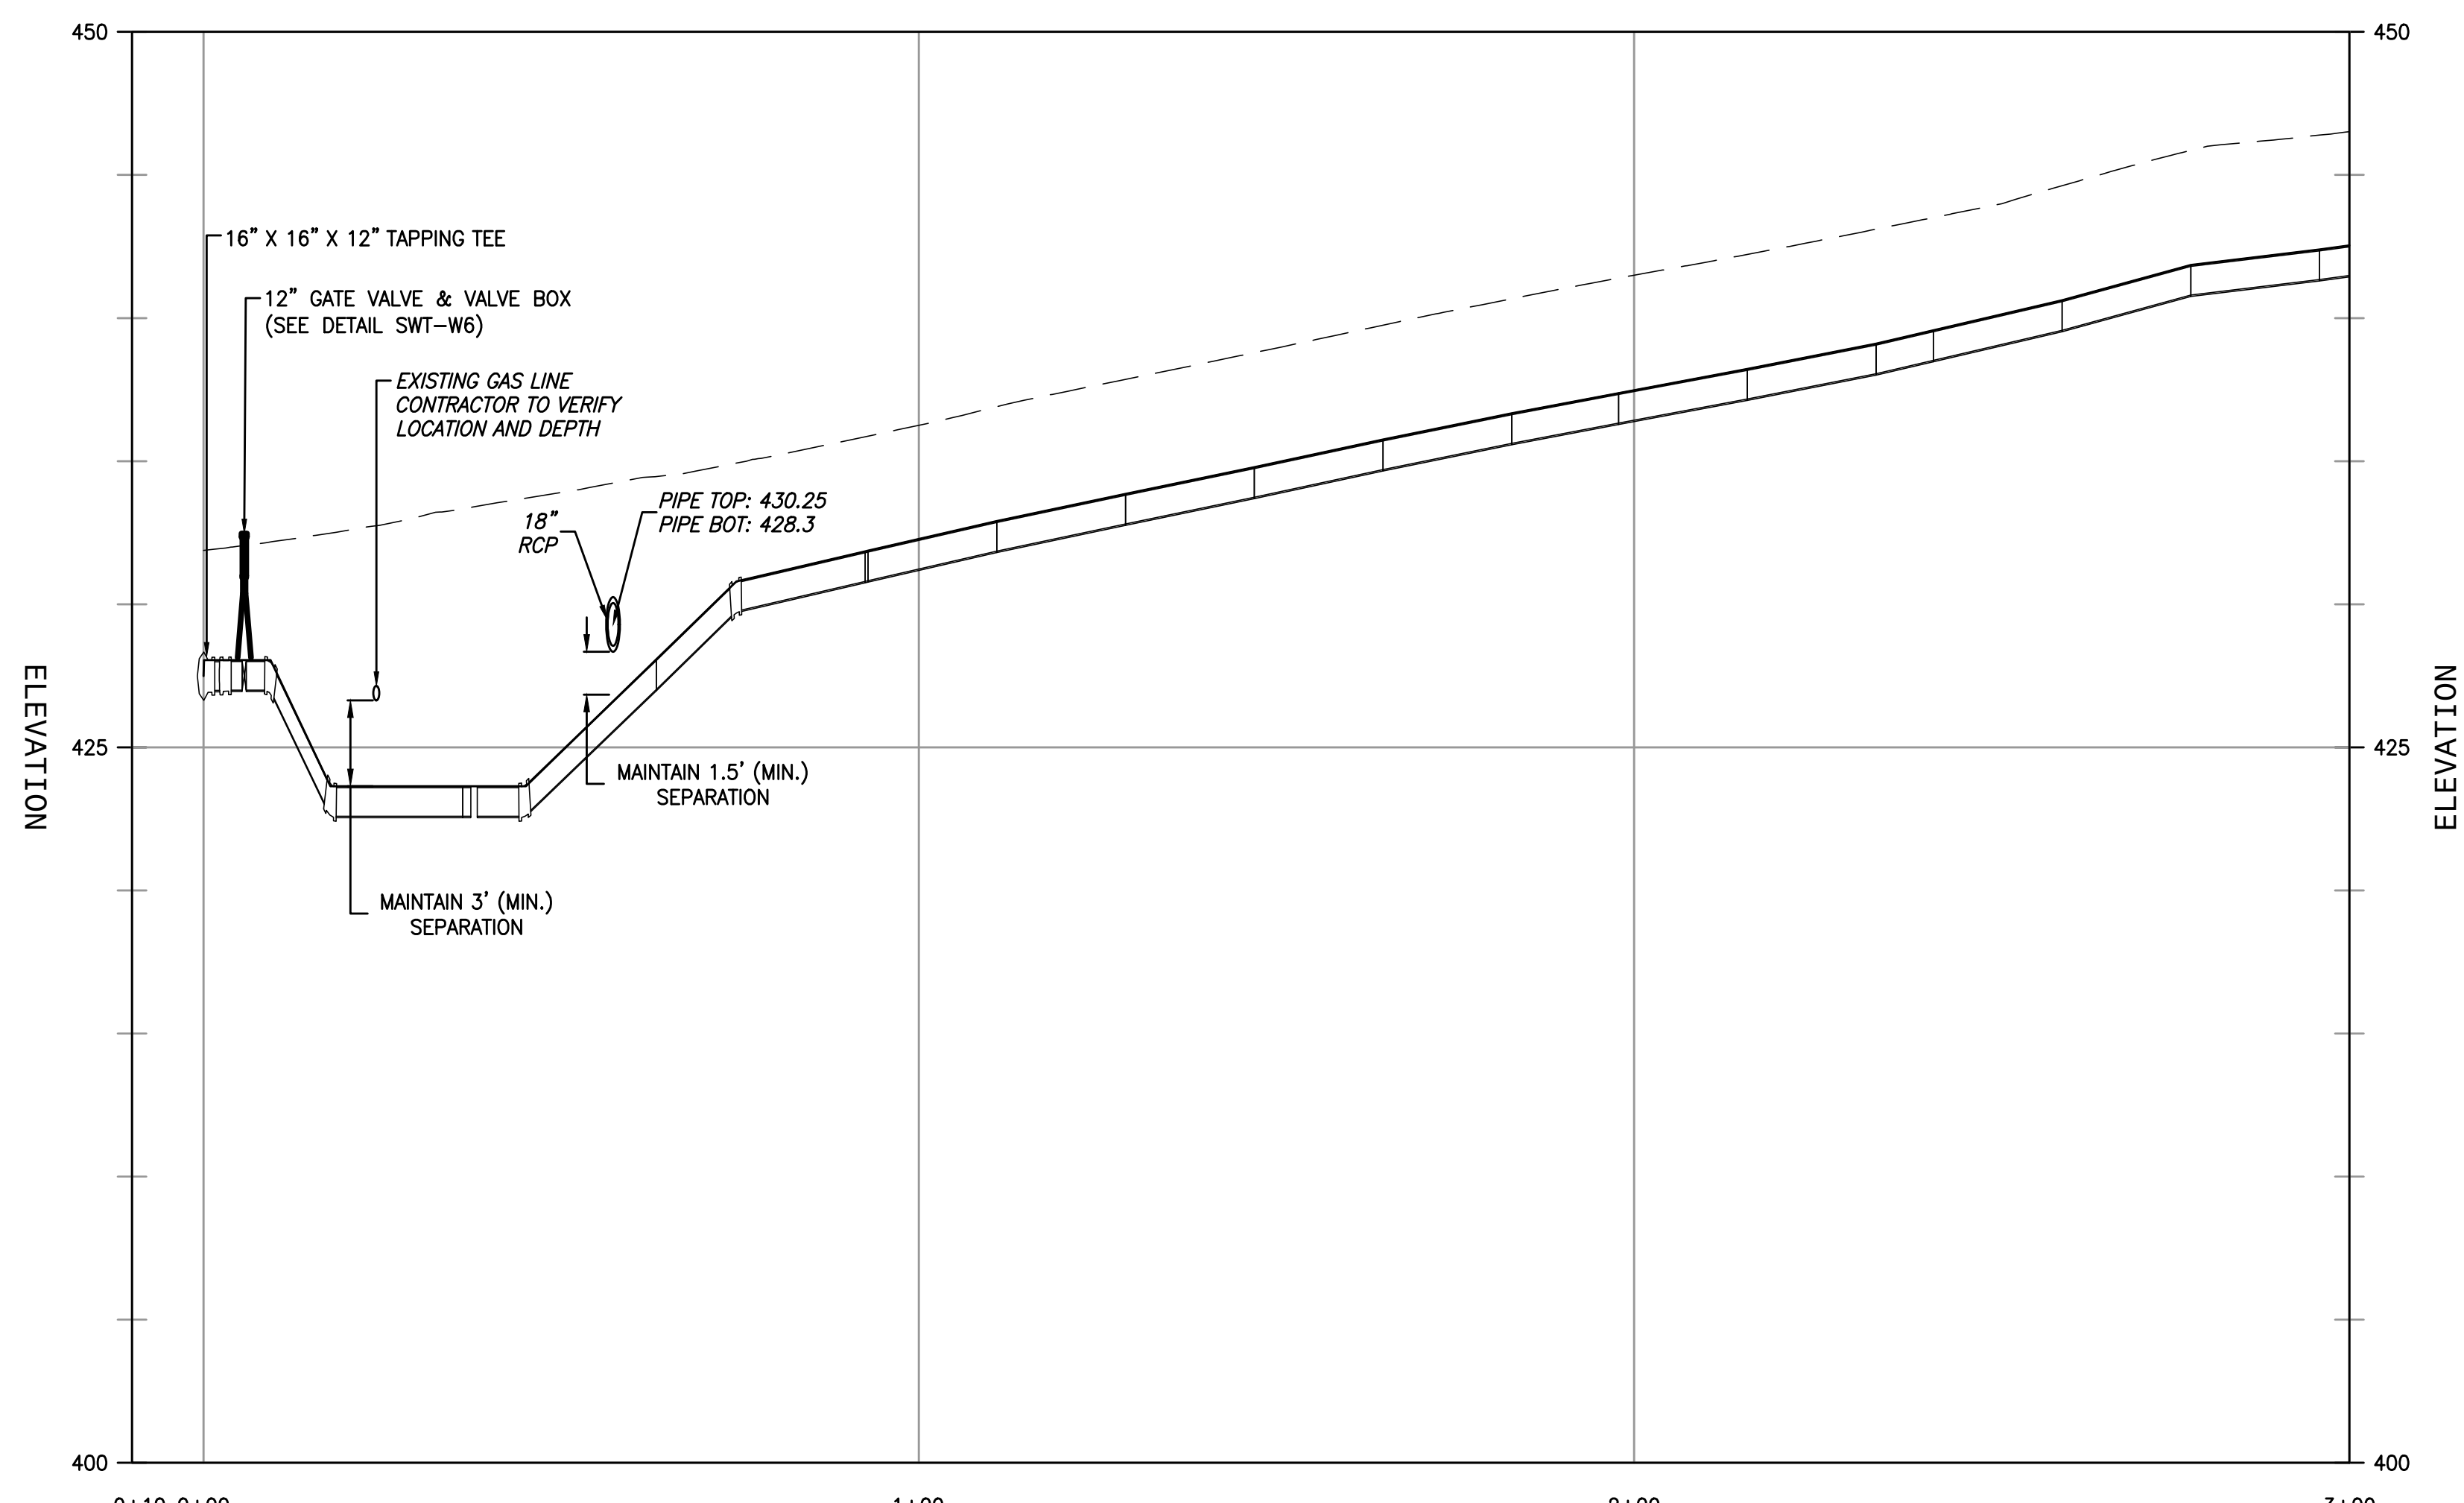 450
450
16" X 16" X 12" TAPPING TEE
12" GATE VALVE & VALVE BOX
(SEE DETAIL SWT-W6)
EXISTING GAS LINE
CONTRACTOR TO VERIFY
LOCATION AND DEPTH
PIPE TOP: 430.25
PIPE BOT: 428.3
18"
RCP
ELEVATION
ELEVATION
425
425
MAINTAIN 1.5' (MIN.)
SEPARATION
MAINTAIN 3' (MIN.)
SEPARATION
400
400